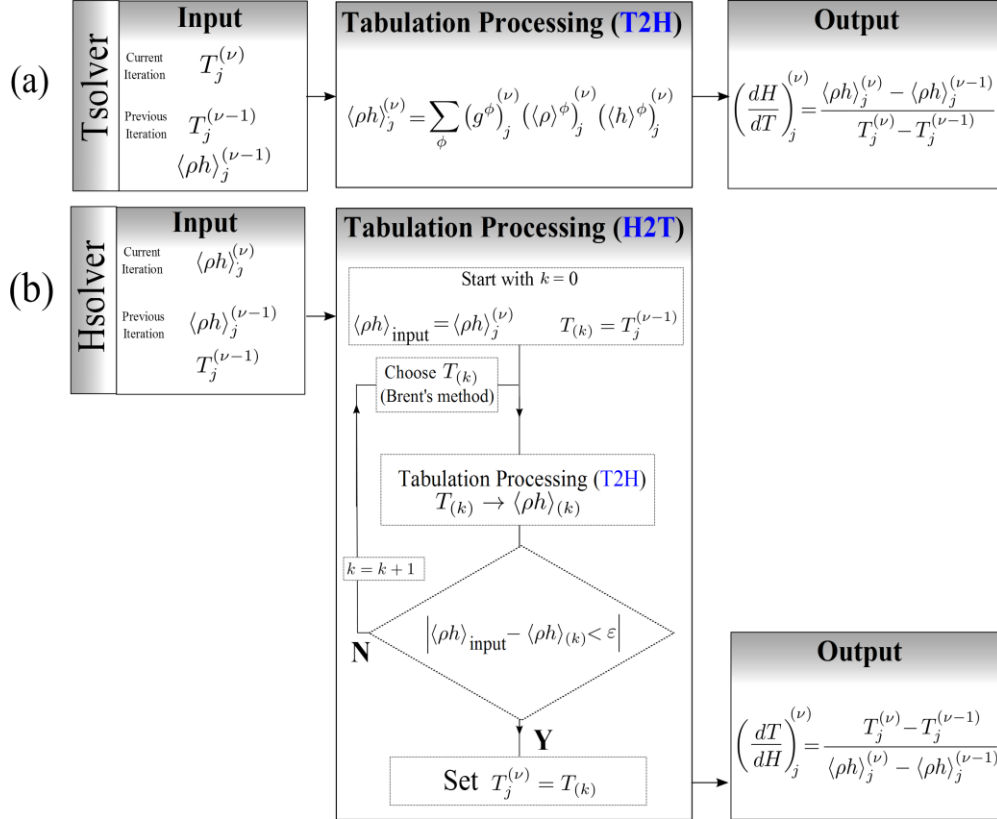 (a)
Tsolver
Input
Current Iteration T_j^{(ν)}
Previous Iteration T_j^{(ν−1)}
⟨ρh⟩_j^{(ν−1)}
Tabulation Processing (T2H)
⟨ρh⟩_j^{(ν)} = ∑_ϕ (g^ϕ)_j^{(ν)} (⟨ρ⟩^ϕ)_j^{(ν)} (⟨h⟩^ϕ)_j^{(ν)}
Output
(dH/dT)_j^{(ν)} = (⟨ρh⟩_j^{(ν)} − ⟨ρh⟩_j^{(ν−1)}) / (T_j^{(ν)} − T_j^{(ν−1)})
(b)
Hsolver
Input
Current Iteration ⟨ρh⟩_j^{(ν)}
Previous Iteration ⟨ρh⟩_j^{(ν−1)}
T_j^{(ν−1)}
Tabulation Processing (H2T)
Start with k = 0
⟨ρh⟩_input = ⟨ρh⟩_j^{(ν)} T_{(k)} = T_j^{(ν−1)}
Choose T_{(k)}
(Brent's method)
Tabulation Processing (T2H)
T_{(k)} → ⟨ρh⟩_{(k)}
k = k + 1
|⟨ρh⟩_input − ⟨ρh⟩_{(k)} < ε|
N
Y
Set T_j^{(ν)} = T_{(k)}
Output
(dT/dH)_j^{(ν)} = (T_j^{(ν)} − T_j^{(ν−1)}) / (⟨ρh⟩_j^{(ν)} − ⟨ρh⟩_j^{(ν−1)})